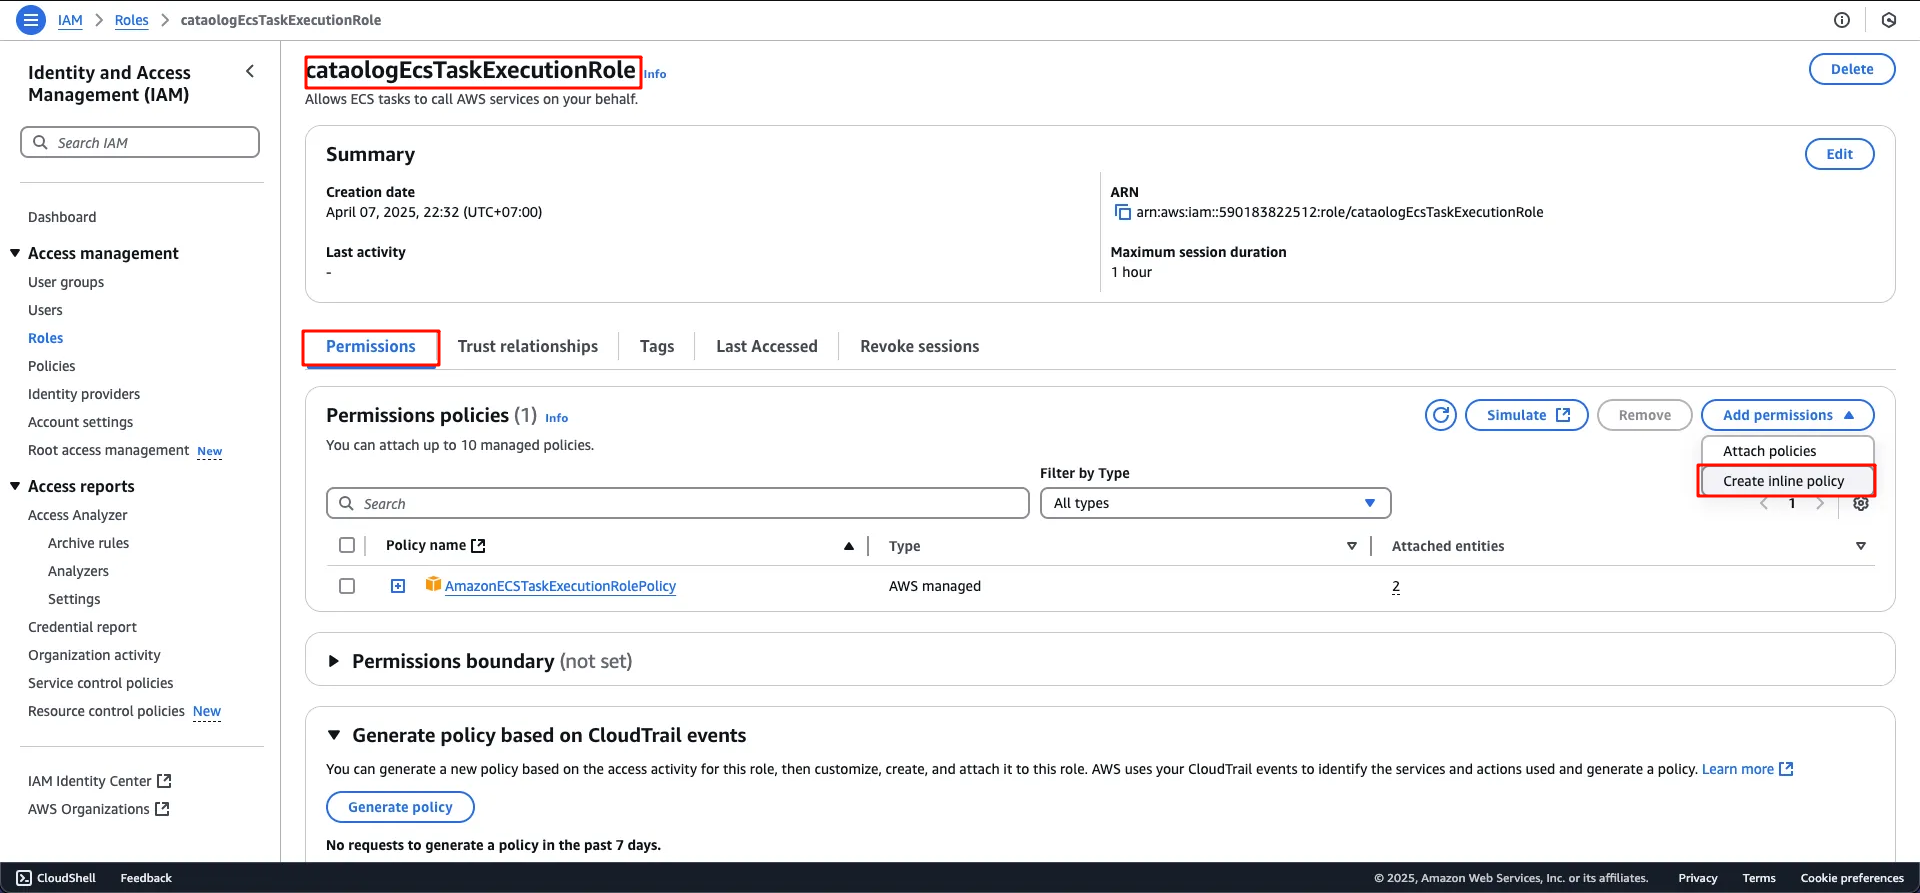 IAM > Roles > cataologEcsTaskExecutionRole
Identity and Access
Management (IAM)
Search IAM
Dashboard
Access management
User groups
Users
Roles
Policies
Identity providers
Account settings
Root access management New
Access reports
Access Analyzer
Archive rules
Analyzers
Settings
Credential report
Organization activity
Service control policies
Resource control policies New
IAM Identity Center
AWS Organizations
cataologEcsTaskExecutionRole Info
Delete
Allows ECS tasks to call AWS services on your behalf.
Summary
Edit
Creation date
April 07, 2025, 22:32 (UTC+07:00)
ARN
arn:aws:iam::590183822512:role/cataologEcsTaskExecutionRole
Last activity
-
Maximum session duration
1 hour
Permissions Trust relationships Tags Last Accessed Revoke sessions
Permissions policies (1) Info
Simulate Remove Add permissions
You can attach up to 10 managed policies.
Attach policies
Create inline policy
Filter by Type
Search All types
1
Policy name Type Attached entities
AmazonECSTaskExecutionRolePolicy AWS managed 2
Permissions boundary (not set)
Generate policy based on CloudTrail events
You can generate a new policy based on the access activity for this role, then customize, create, and attach it to this role. AWS uses your CloudTrail events to identify the services and actions used and generate a policy. Learn more
Generate policy
No requests to generate a policy in the past 7 days.
CloudShell Feedback © 2025, Amazon Web Services, Inc. or its affiliates. Privacy Terms Cookie preferences